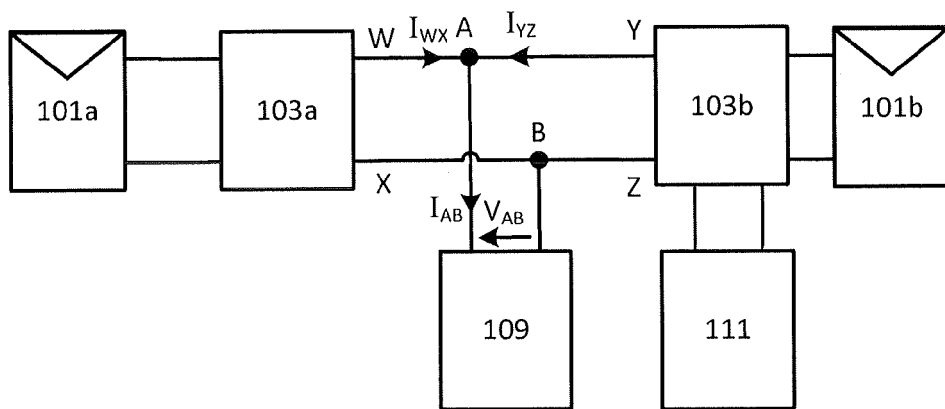 W I_WX A I_YZ Y
101a 103a 103b 101b
B
X Z
I_AB V_AB
109 111